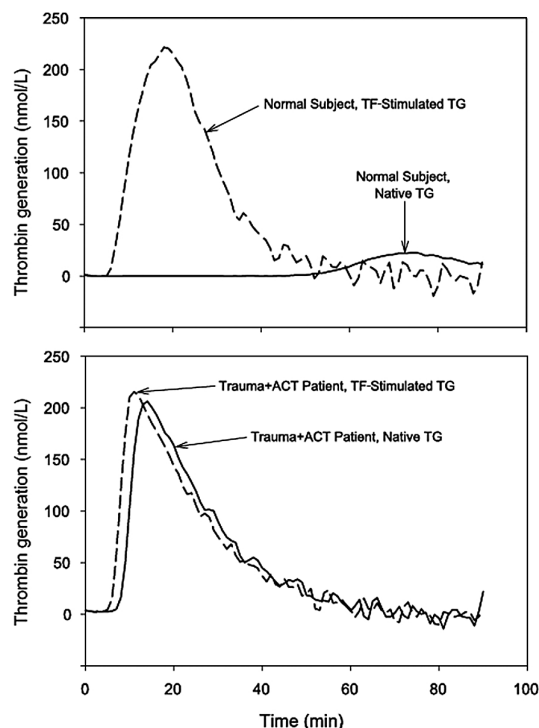 250
200
150
100
50
0
Thrombin generation (nmol/L)
Normal Subject, TF-Stimulated TG
Normal Subject,
Native TG
250
200
150
100
50
0
Thrombin generation (nmol/L)
Trauma+ACT Patient, TF-Stimulated TG
Trauma+ACT Patient, Native TG
0 20 40 60 80 100
Time (min)